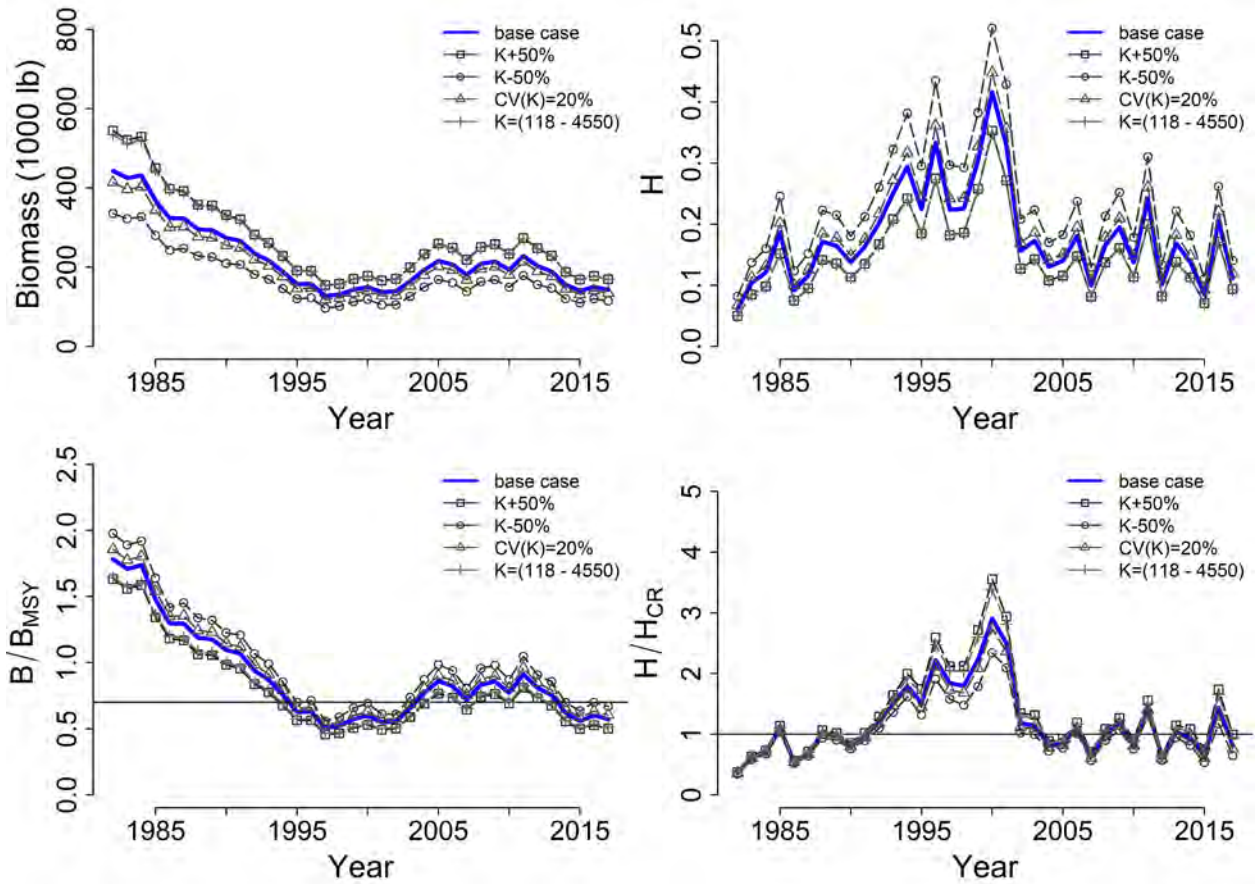 Biomass (1000 lb)
800
600
400
200
0
base case
K+50%
K-50%
CV(K)=20%
K=(118 - 4550)
1985
1995
2005
2015
Year
H
0.5
0.4
0.3
0.2
0.1
0.0
base case
K+50%
K-50%
CV(K)=20%
K=(118 - 4550)
1985
1995
2005
2015
Year
B/BMSY
2.5
2.0
1.5
1.0
0.5
0.0
base case
K+50%
K-50%
CV(K)=20%
K=(118 - 4550)
1985
1995
2005
2015
Year
H/HCR
5
4
3
2
1
0
base case
K+50%
K-50%
CV(K)=20%
K=(118 - 4550)
1985
1995
2005
2015
Year